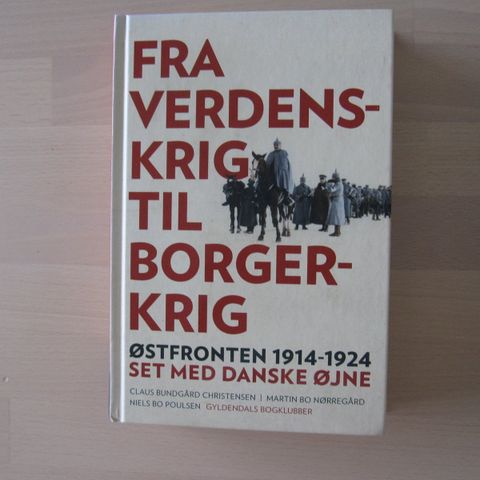 FRA
VERDENS-
KRIG
TIL
BORGER-
KRIG
ØSTFRONTEN 1914-1924
SET MED DANSKE ØJNE
CLAUS BUNDGÅRD CHRISTENSEN | MARTIN BO NØRREGÅRD
NIELS BO POULSEN GYLDENDALS BOGKLUBBER